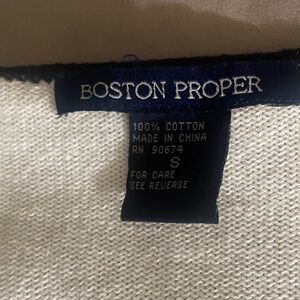 BOSTON PROPER
100% COTTON
MADE IN CHINA
RN 90674
S
FOR CARE
SEE REVERSE